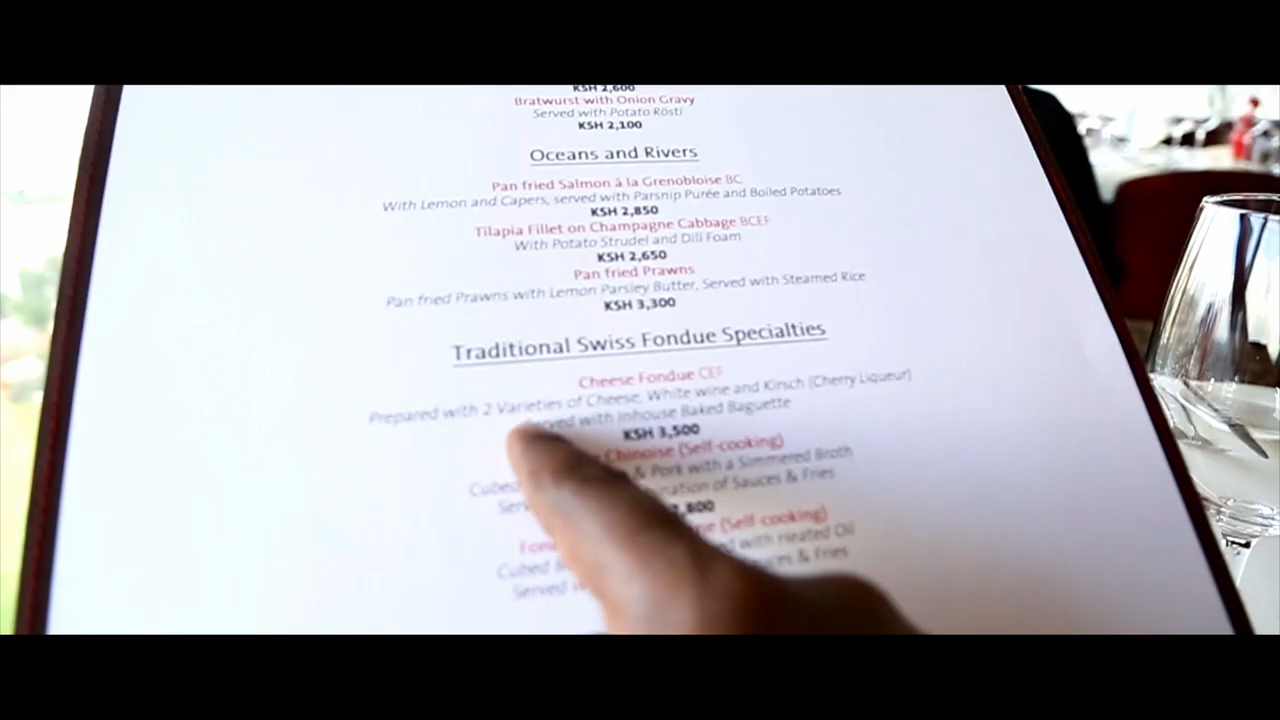 KSH 2,600
Bratwurst with Onion Gravy
Served with Potato Rösti
KSH 2,100
Oceans and Rivers
Pan fried Salmon à la Grenobloise BC
With Lemon and Capers, served with Parsnip Purée and Boiled Potatoes
KSH 2,850
Tilapia Fillet on Champagne Cabbage BCEF
With Potato Strudel and Dill Foam
KSH 2,650
Pan fried Prawns
Pan fried Prawns with Lemon Parsley Butter, Served with Steamed Rice
KSH 3,300
Traditional Swiss Fondue Specialties
Cheese Fondue CEF
Prepared with 2 Varieties of Cheese, White wine and Kirsch (Cherry Liqueur)
Served with Inhouse Baked Baguette
KSH 3,500
Chinoise (Self-cooking)
Cubed & Pork with a Simmered Broth
of Sauces & Fries
,800
(Self-cooking)
Cubed with Heated Oil
Served & Fries